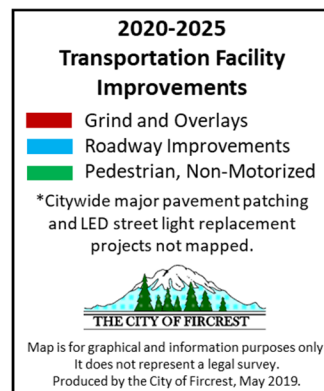 2020-2025
Transportation Facility
Improvements
Grind and Overlays
Roadway Improvements
Pedestrian, Non-Motorized
*Citywide major pavement patching
and LED street light replacement
projects not mapped.
THE CITY OF FIRCREST
Map is for graphical and information purposes only
It does not represent a legal survey.
Produced by the City of Fircrest, May 2019.